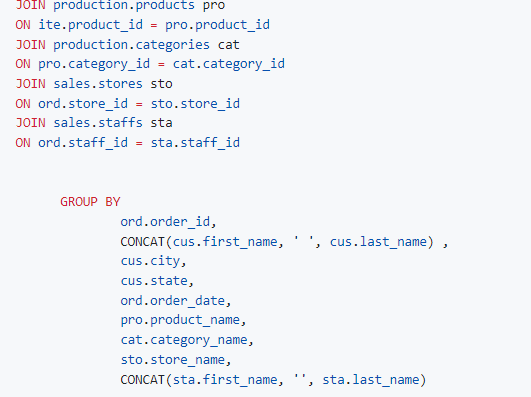 JOIN production.products pro
ON ite.product_id = pro.product_id
JOIN production.categories cat
ON pro.category_id = cat.category_id
JOIN sales.stores sto
ON ord.store_id = sto.store_id
JOIN sales.staffs sta
ON ord.staff_id = sta.staff_id
GROUP BY
ord.order_id,
CONCAT(cus.first_name, ' ', cus.last_name) ,
cus.city,
cus.state,
ord.order_date,
pro.product_name,
cat.category_name,
sto.store_name,
CONCAT(sta.first_name, '', sta.last_name)